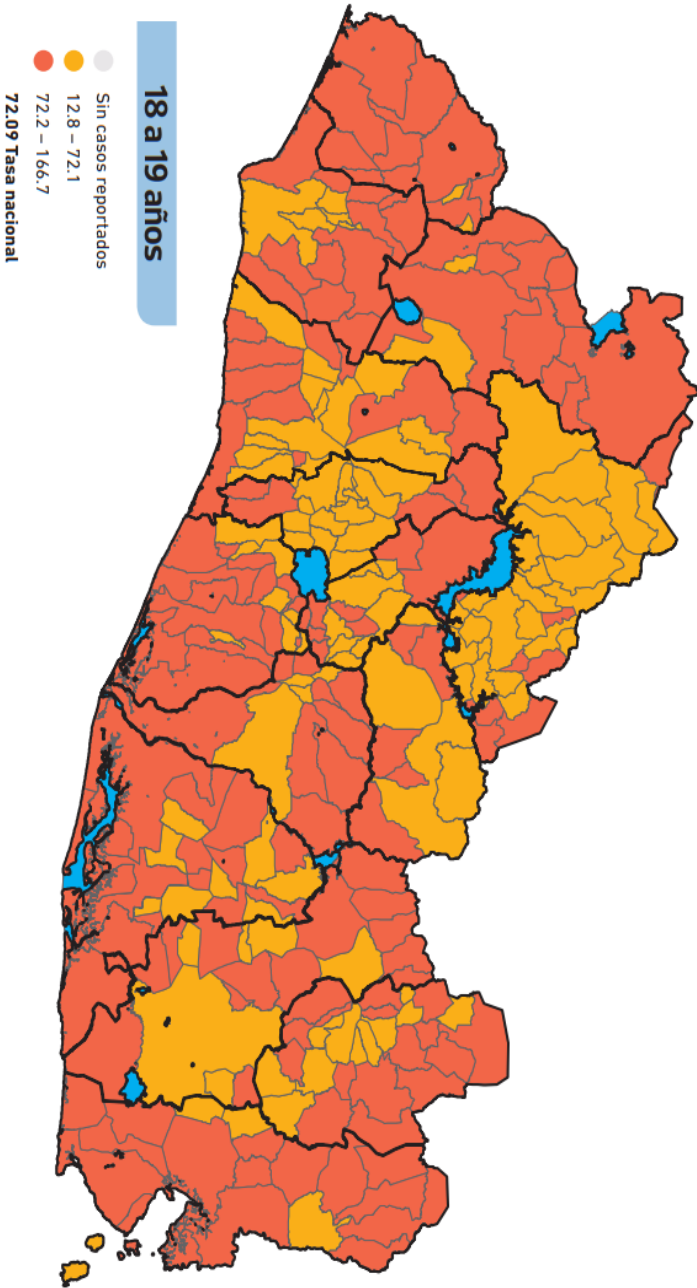 18 a 19 años
Sin casos reportados
12.8 – 72.1
72.2 – 166.7
72.09 Tasa nacional